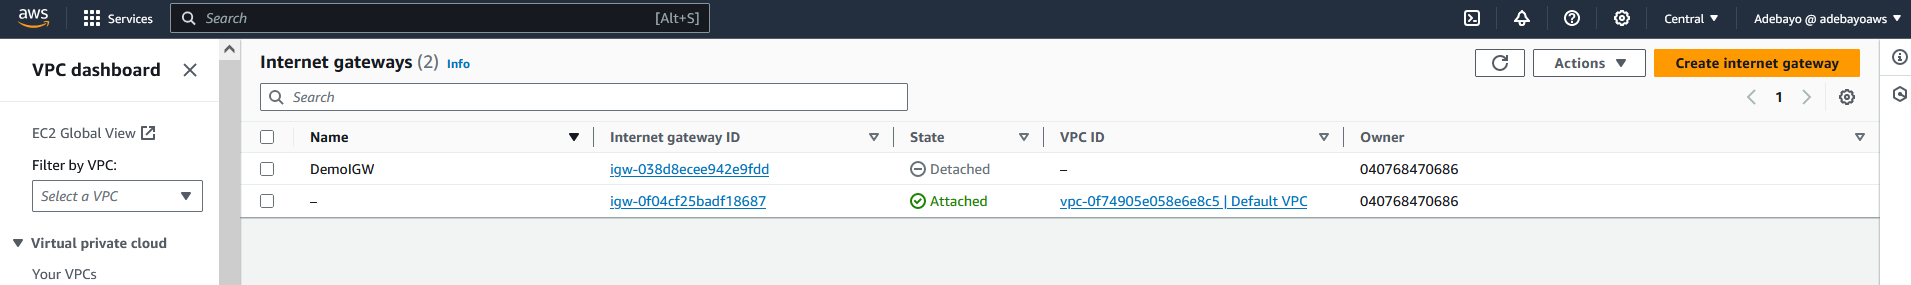 aws Services Search [Alt+S] Central Adebayo @ adebayoaws
VPC dashboard
EC2 Global View
Filter by VPC:
Select a VPC
Virtual private cloud
Your VPCs
Internet gateways (2) Info Actions Create internet gateway
Search 1
Name Internet gateway ID State VPC ID Owner
DemoIGW igw-038d8ecee942e9fdd Detached – 040768470686
– igw-0f04cf25badf18687 Attached vpc-0f74905e058e6e8c5 | Default VPC 040768470686